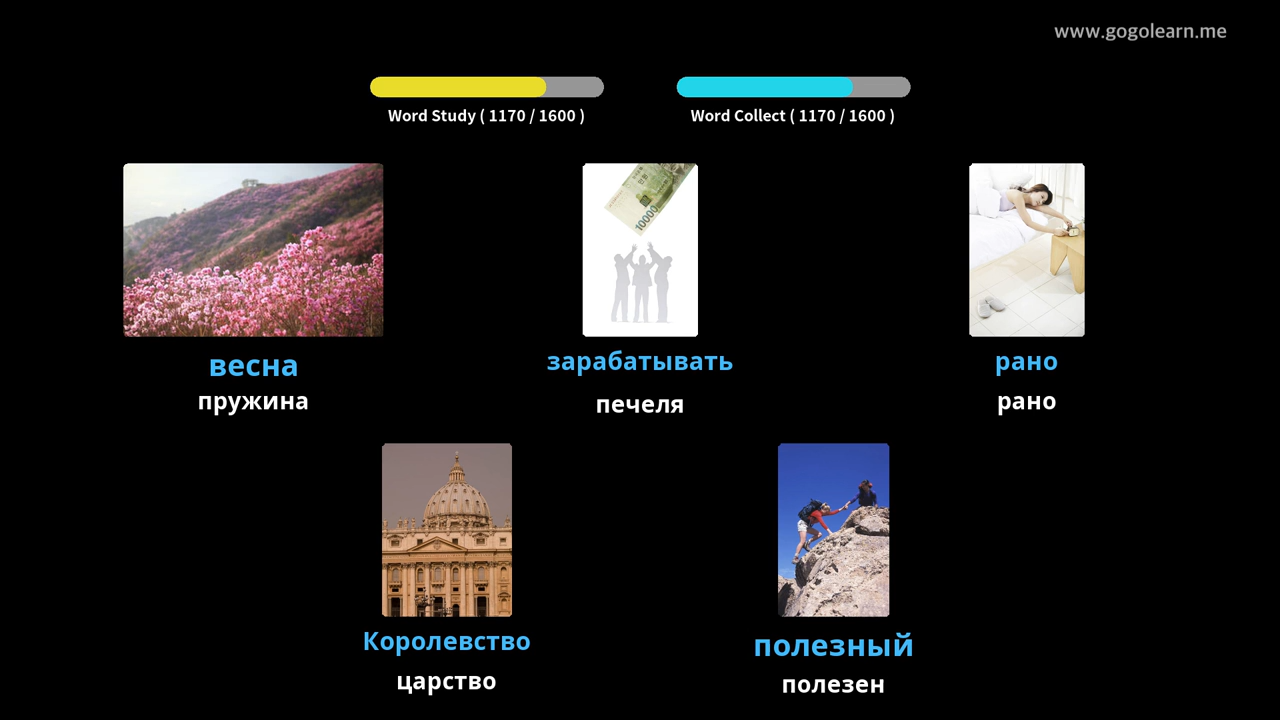 www.gogolearn.me
Word Study ( 1170 / 1600 )
Word Collect ( 1170 / 1600 )
10000
весна
пружина
зарабатывать
печеля
рано
рано
Королевство
царство
полезный
полезен